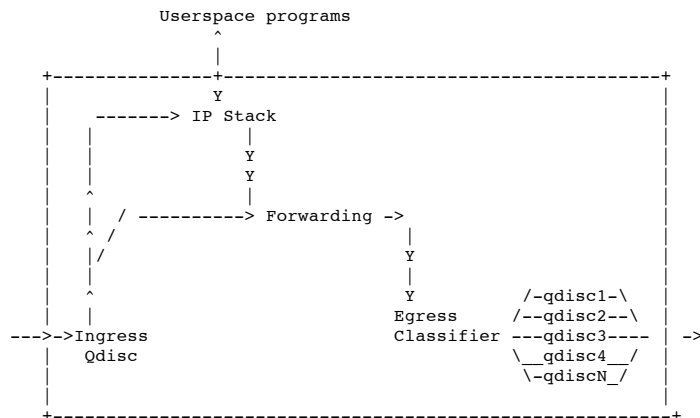 Userspace programs
IP Stack
Forwarding
Egress
Classifier
Ingress
Qdisc
qdisc1
qdisc2
qdisc3
qdisc4
qdiscN